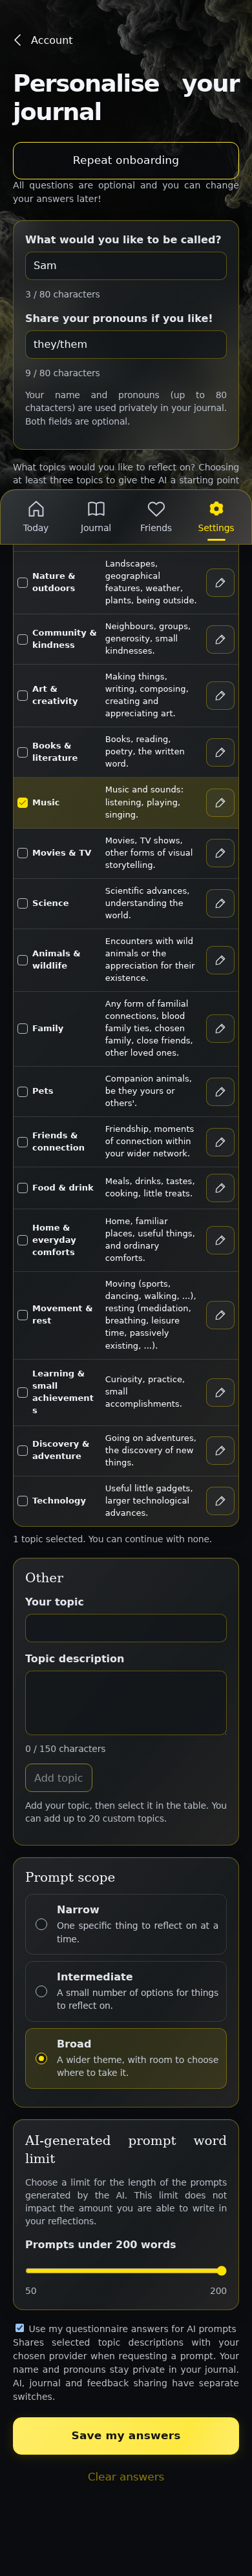 Account
Personalise your
journal
Repeat onboarding
All questions are optional and you can change
your answers later!
What would you like to be called?
Sam
3 / 80 characters
Share your pronouns if you like!
they/them
9 / 80 characters
Your name and pronouns (up to 80
chatacters) are used privately in your journal.
Both fields are optional.
What topics would you like to reflect on? Choosing
at least three topics to give the AI a starting point
Today
Journal
Friends
Settings
Nature &
outdoors
Landscapes,
geographical
features, weather,
plants, being outside.
Community &
kindness
Neighbours, groups,
generosity, small
kindnesses.
Art &
creativity
Making things,
writing, composing,
creating and
appreciating art.
Books &
literature
Books, reading,
poetry, the written
word.
Music
Music and sounds:
listening, playing,
singing.
Movies & TV
Movies, TV shows,
other forms of visual
storytelling.
Science
Scientific advances,
understanding the
world.
Animals &
wildlife
Encounters with wild
animals or the
appreciation for their
existence.
Family
Any form of familial
connections, blood
family ties, chosen
family, close friends,
other loved ones.
Pets
Companion animals,
be they yours or
others'.
Friends &
connection
Friendship, moments
of connection within
your wider network.
Food & drink
Meals, drinks, tastes,
cooking, little treats.
Home &
everyday
comforts
Home, familiar
places, useful things,
and ordinary
comforts.
Movement &
rest
Moving (sports,
dancing, walking, ...),
resting (medidation,
breathing, leisure
time, passively
existing, ...).
Learning &
small
achievement
s
Curiosity, practice,
small
accomplishments.
Discovery &
adventure
Going on adventures,
the discovery of new
things.
Technology
Useful little gadgets,
larger technological
advances.
1 topic selected. You can continue with none.
Other
Your topic
Topic description
0 / 150 characters
Add topic
Add your topic, then select it in the table. You
can add up to 20 custom topics.
Prompt scope
Narrow
One specific thing to reflect on at a
time.
Intermediate
A small number of options for things
to reflect on.
Broad
A wider theme, with room to choose
where to take it.
AI-generated prompt word
limit
Choose a limit for the length of the prompts
generated by the AI. This limit does not
impact the amount you are able to write in
your reflections.
Prompts under 200 words
50
200
Use my questionnaire answers for AI prompts
Shares selected topic descriptions with your
chosen provider when requesting a prompt. Your
name and pronouns stay private in your journal.
AI, journal and feedback sharing have separate
switches.
Save my answers
Clear answers